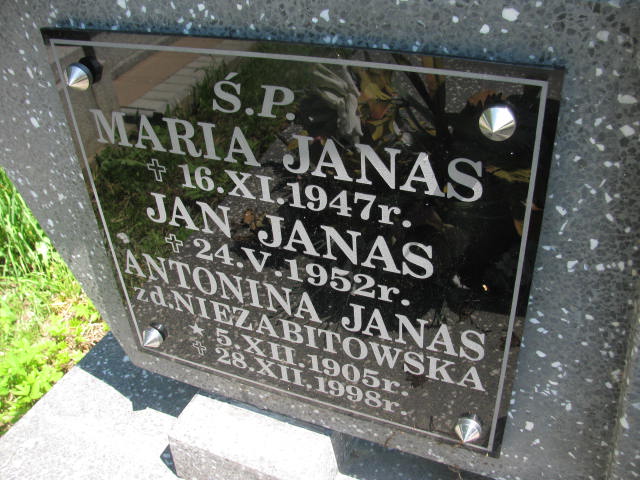 Ś.P.
MARIA JANAS
✝ 16.XI.1947r.
JAN JANAS
✝ 24.V.1952r.
ANTONINA JANAS
zd.NIEZABITOWSKA
★ 5.XII.1905r.
✝ 28.XII.1998r.